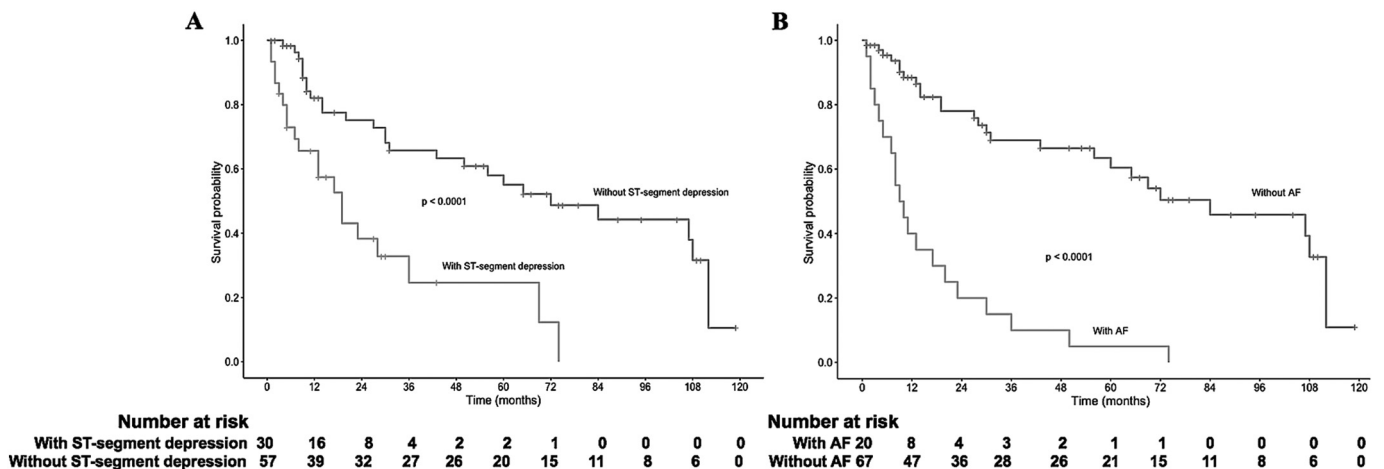 A
1.0
0.8
0.6
0.4
0.2
0.0
Survival probability
Without ST-segment depression
p < 0.0001
With ST-segment depression
0 12 24 36 48 60 72 84 96 108 120
Time (months)
Number at risk
With ST-segment depression 30 16 8 4 2 2 1 0 0 0 0
Without ST-segment depression 57 39 32 27 26 20 15 11 8 6 0
B
1.0
0.8
0.6
0.4
0.2
0.0
Survival probability
Without AF
p < 0.0001
With AF
0 12 24 36 48 60 72 84 96 108 120
Time (months)
Number at risk
With AF 20 8 4 3 2 1 1 0 0 0 0
Without AF 67 47 36 28 26 21 15 11 8 6 0